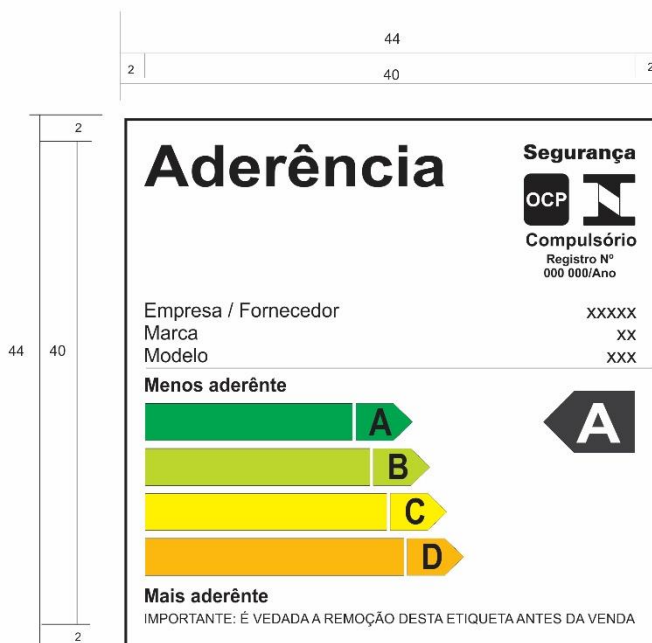 44
2
40
2
2
Aderência
Segurança
OCP
N
Compulsório
Registro Nº
000 000/Ano
Empresa / Fornecedor xxxxx
Marca xx
Modelo xxx
44
40
Menos aderênte
A
A
B
C
D
Mais aderênte
IMPORTANTE: É VEDADA A REMOÇÃO DESTA ETIQUETA ANTES DA VENDA
2